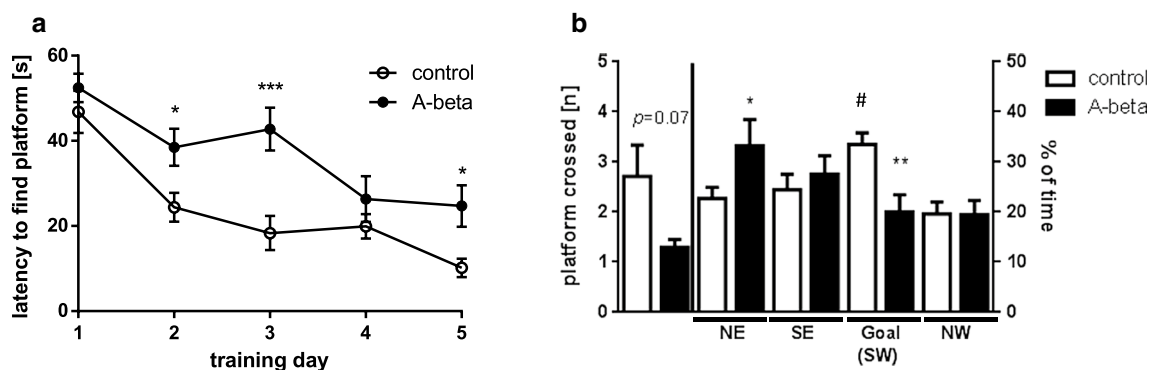 a
latency to find platform [s]
60
40
20
0
1 2 3 4 5
training day
control
A-beta
*
***
*
b
platform crossed [n]
5
4
3
2
1
0
p=0.07
*
#
**
50
40
30
20
10
0
% of time
control
A-beta
NE SE Goal NW
(SW)